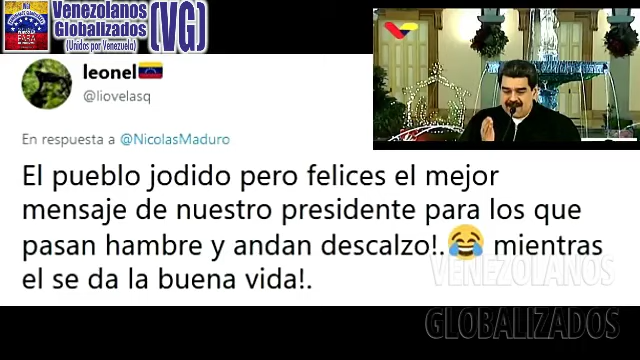 Venezolanos
Globalizados
(Unidos por Venezuela)
(VG)
leonel
@liovelasq
En respuesta a @NicolasMaduro
El pueblo jodido pero felices el mejor
mensaje de nuestro presidente para los que
pasan hambre y andan descalzo!.😂 mientras
el se da la buena vida!.
VENEZOLANOS
GLOBALIZADOS